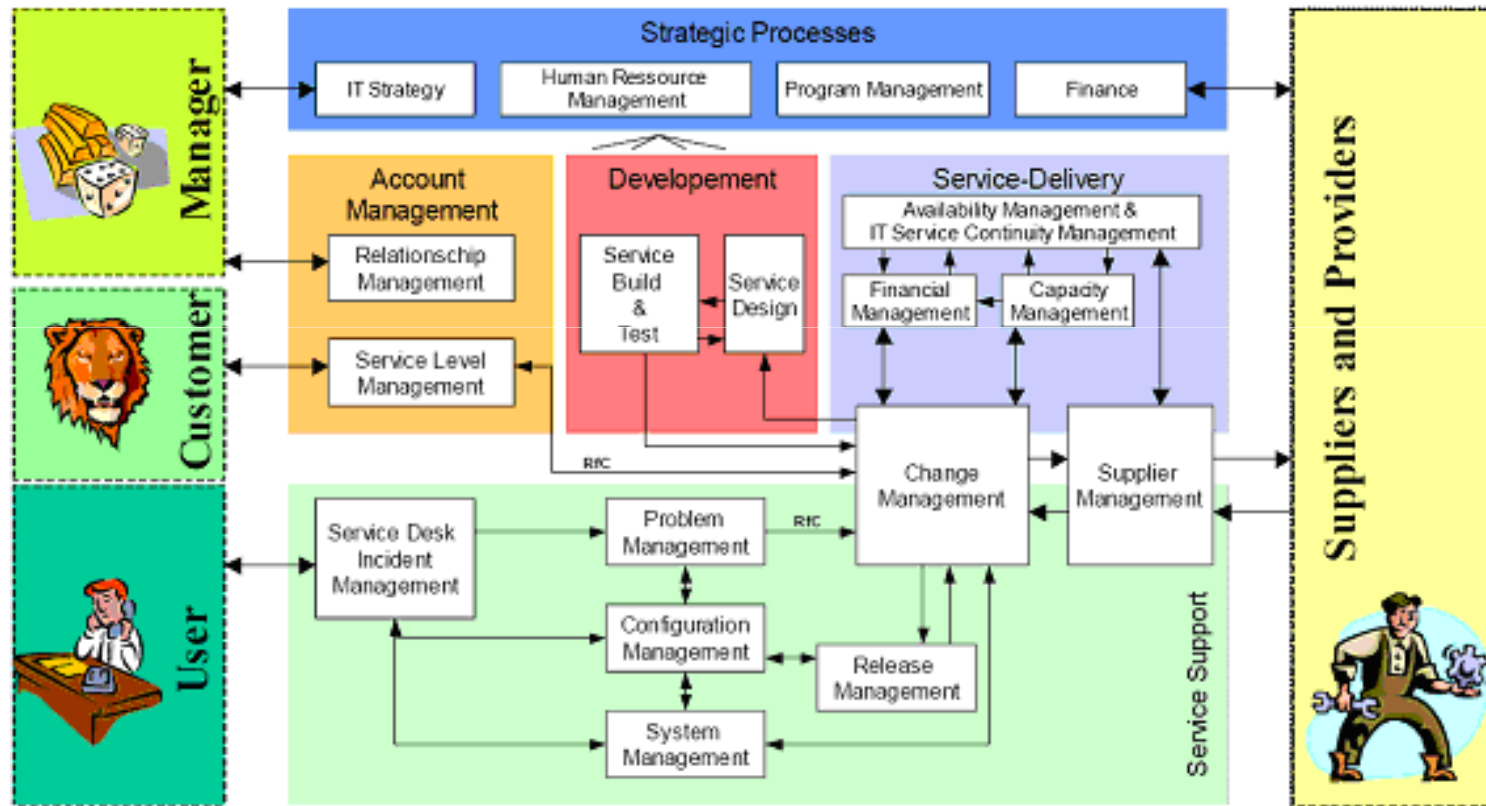 Manager
Customer
User
Strategic Processes
IT Strategy
Human Ressource
Management
Program Management
Finance
Account
Management
Relationschip
Management
Service Level
Management
Developement
Service
Build
&
Test
Service
Design
Service-Delivery
Availability Management &
IT Service Continuity Management
Financial
Management
Capacity
Management
RfC
Change
Management
Supplier
Management
Service Desk
Incident
Management
Problem
Management
RfC
Configuration
Management
Release
Management
System
Management
Service Support
Suppliers and Providers